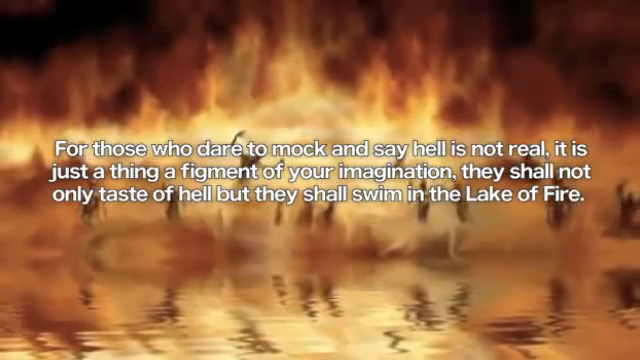 For those who dare to mock and say hell is not real, it is
just a thing a figment of your imagination, they shall not
only taste of hell but they shall swim in the Lake of Fire.